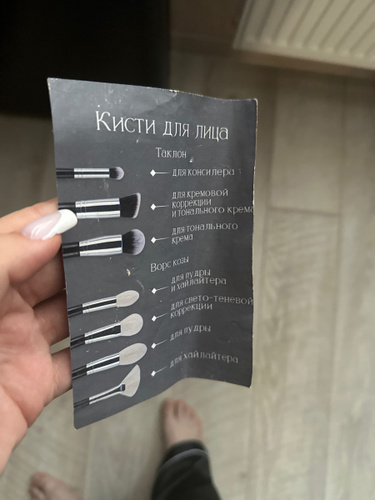 Кисти для лица
Таклон
для консилера
для кремовой
коррекции
и тонального крема
для тонального
крема
Ворс козы
для пудры
и хайлайтера
для свето-теневой
коррекции
для пудры
для хайлайтера